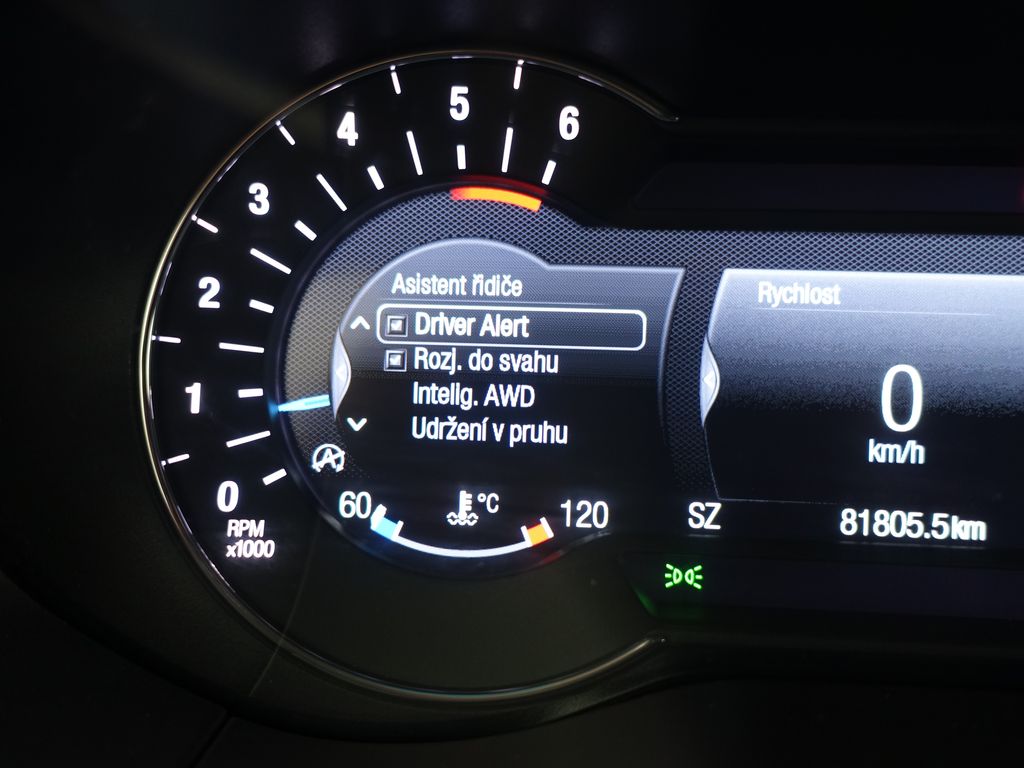 6
5
4
3
2
1
0
RPM
x1000
Asistent řidiče
Driver Alert
Rozj. do svahu
Intelig. AWD
Udržení v pruhu
60
°C
120
Rychlost
0
km/h
SZ
81805.5km